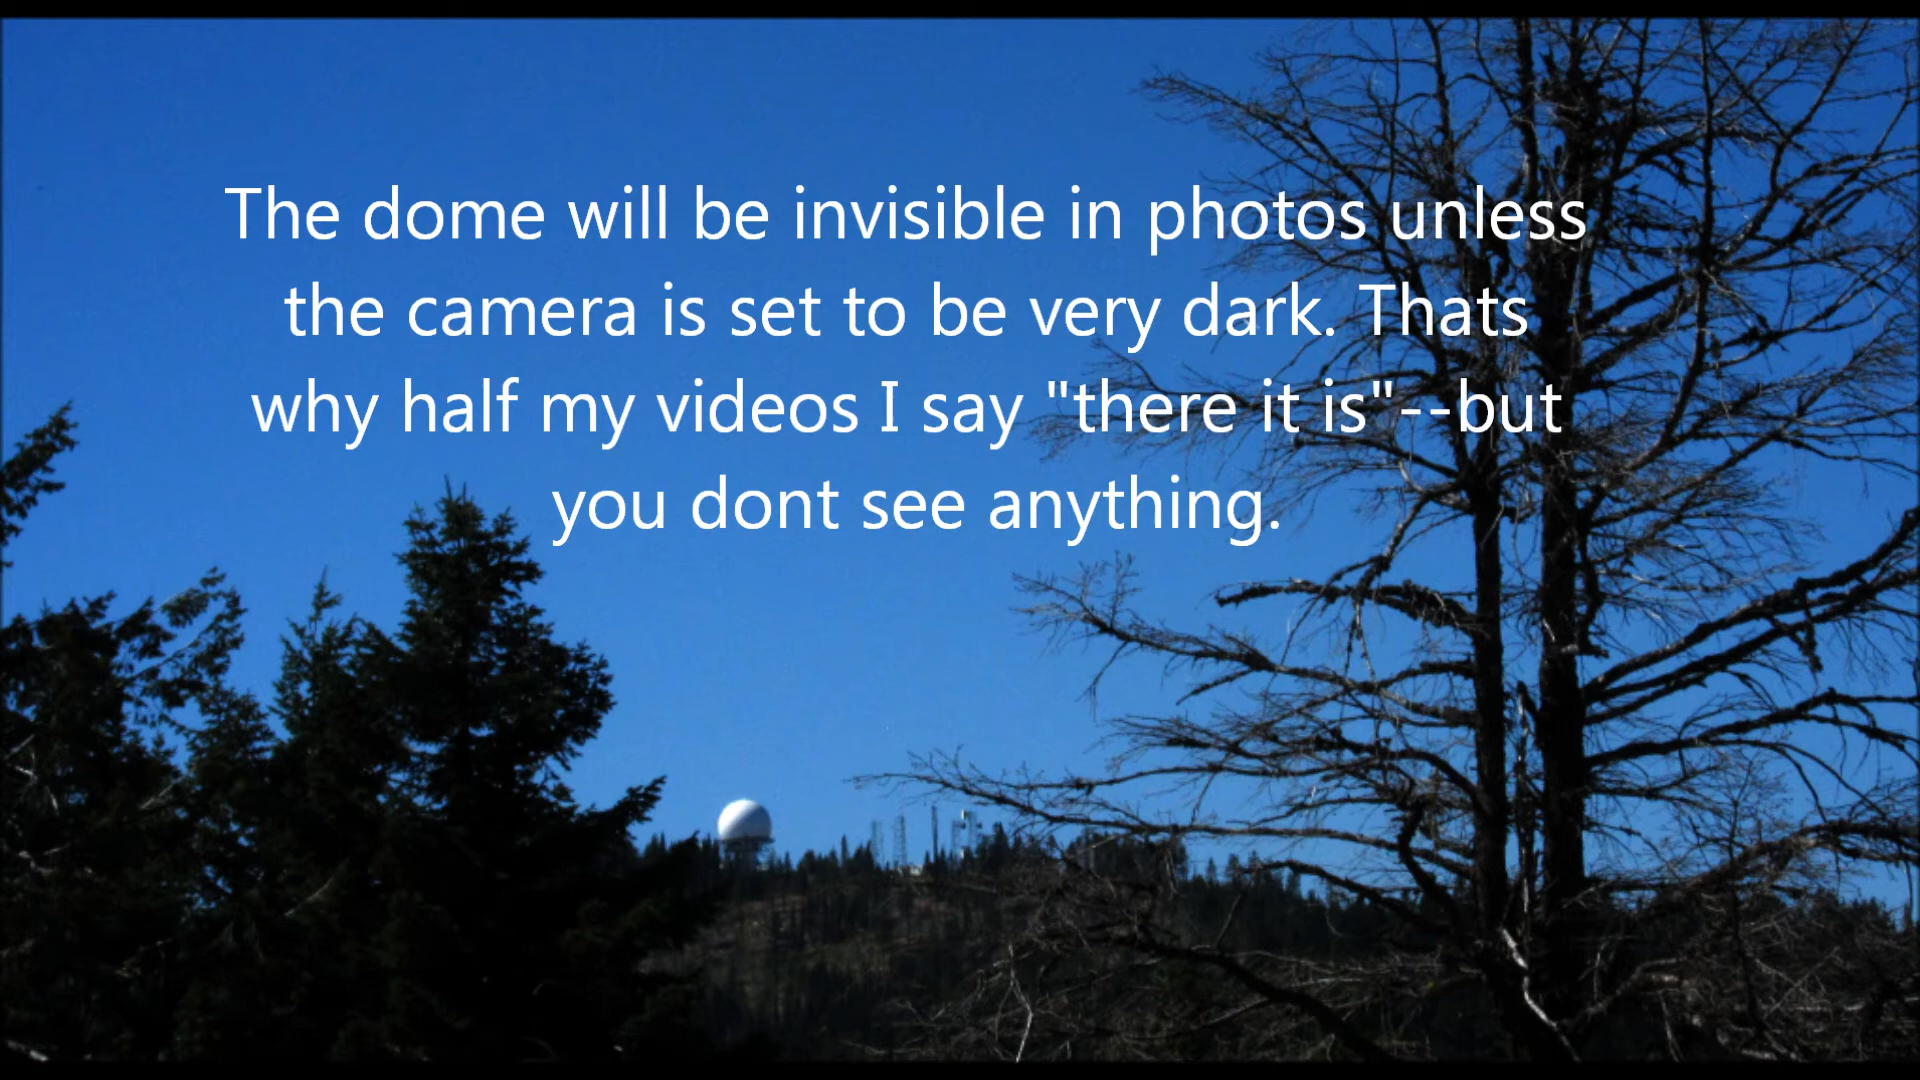 The dome will be invisible in photos unless
the camera is set to be very dark. Thats
why half my videos I say "there it is"--but
you dont see anything.